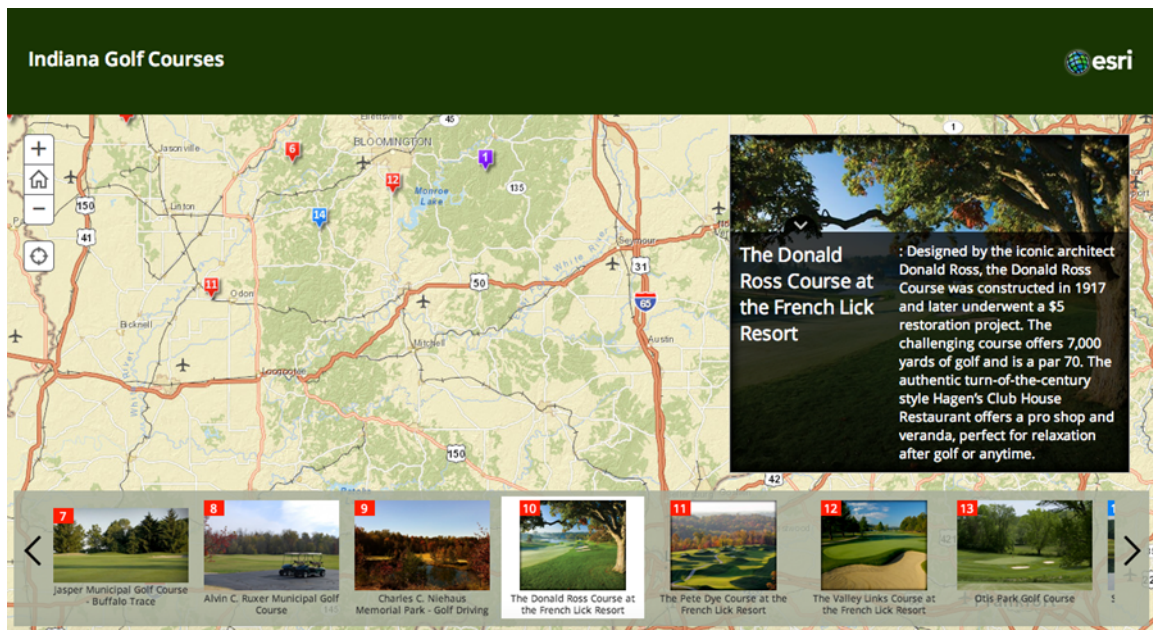 Indiana Golf Courses
esri
45
1
BLOOMINGTON
Jasonville
6
1
12
135
Monroe
Lake
Linton
150
14
41
Seymour
White River
31
50
11
Odon
65
Bicknell
Mitchell
Austin
Loogootee
150
42
The Donald
Ross Course at
the French Lick
Resort
: Designed by the iconic architect
Donald Ross, the Donald Ross
Course was constructed in 1917
and later underwent a $5
restoration project. The
challenging course offers 7,000
yards of golf and is a par 70. The
authentic turn-of-the-century
style Hagen's Club House
Restaurant offers a pro shop and
veranda, perfect for relaxation
after golf or anytime.
7
Jasper Municipal Golf Course
- Buffalo Trace
8
Alvin C. Ruxer Municipal Golf
Course
9
Charles C. Niehaus
Memorial Park - Golf Driving
10
The Donald Ross Course at
the French Lick Resort
11
The Pete Dye Course at the
French Lick Resort
12
The Valley Links Course at
the French Lick Resort
13
Otis Park Golf Course